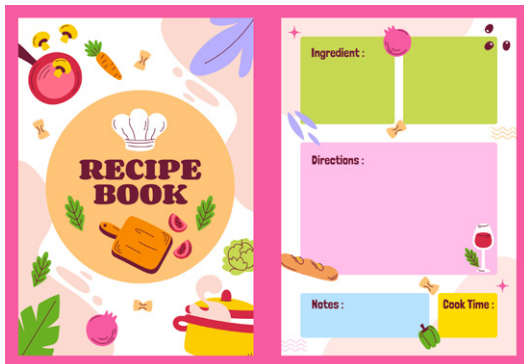 RECIPE
BOOK
Ingredient :
Directions :
Notes :
Cook Time :